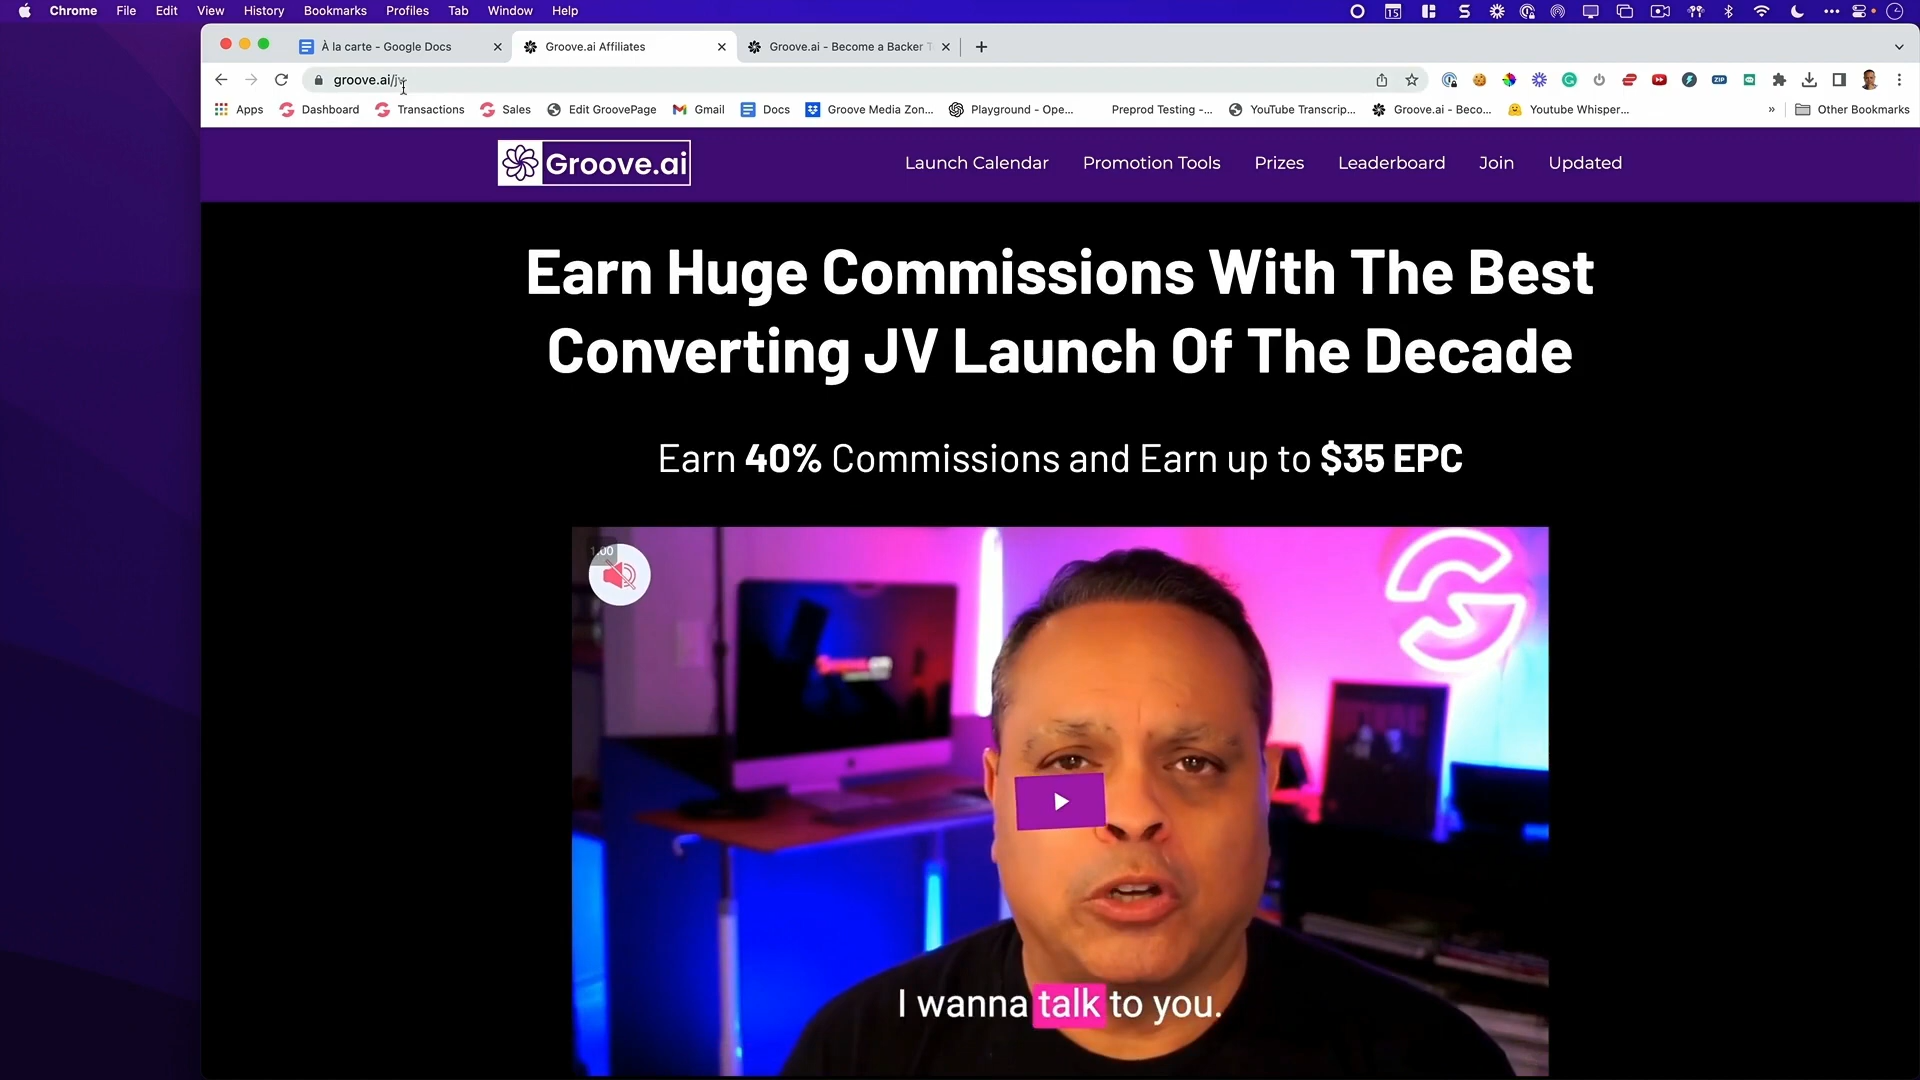 Chrome File Edit View History Bookmarks Profiles Tab Window Help
15
À la carte - Google Docs
Groove.ai Affiliates
Groove.ai - Become a Backer
groove.ai/jv
ZIP
Apps Dashboard Transactions Sales Edit GroovePage Gmail Docs Groove Media Zon... Playground - Ope... Preprod Testing -... YouTube Transcrip... Groove.ai - Beco... Youtube Whisper... » Other Bookmarks
Groove.ai
Launch Calendar Promotion Tools Prizes Leaderboard Join Updated
Earn Huge Commissions With The Best
Converting JV Launch Of The Decade
Earn 40% Commissions and Earn up to $35 EPC
1.00
I wanna talk to you.